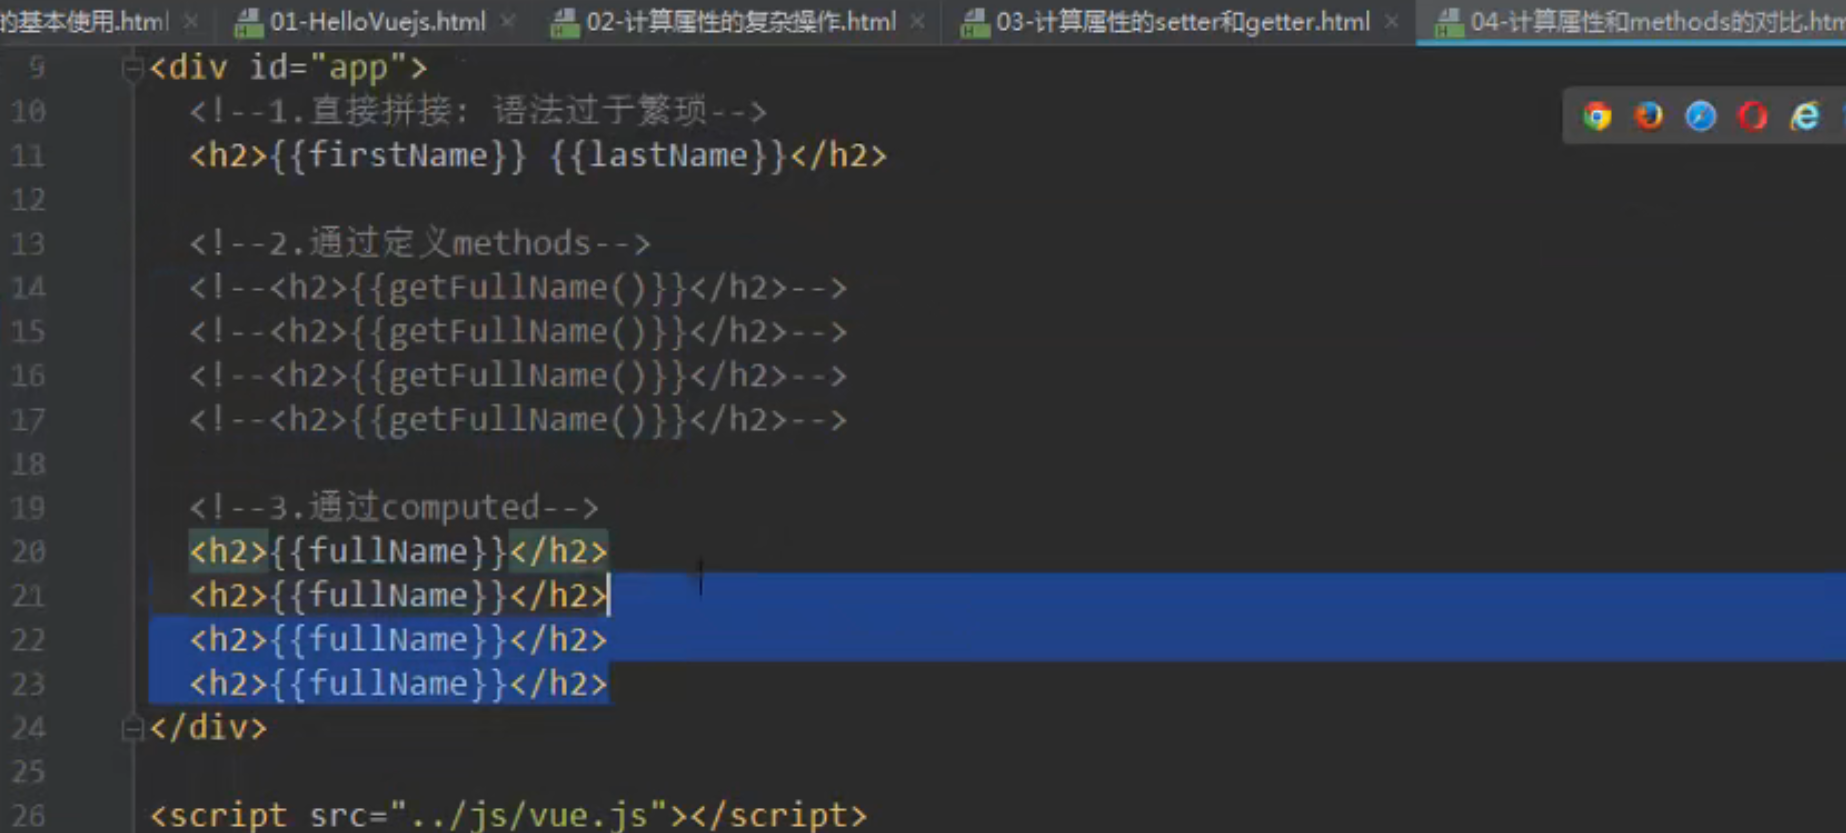 的基本使用.html 01-HelloVuejs.html 02-计算属性的复杂操作.html 03-计算属性的setter和getter.html 04-计算属性和methods的对比.htm
9 <div id="app">
10 <!--1.直接拼接: 语法过于繁琐-->
11 <h2>{{firstName}} {{lastName}}</h2>
12
13 <!--2.通过定义methods-->
14 <!--<h2>{{getFullName()}}</h2>-->
15 <!--<h2>{{getFullName()}}</h2>-->
16 <!--<h2>{{getFullName()}}</h2>-->
17 <!--<h2>{{getFullName()}}</h2>-->
18
19 <!--3.通过computed-->
20 <h2>{{fullName}}</h2>
21 <h2>{{fullName}}</h2>
22 <h2>{{fullName}}</h2>
23 <h2>{{fullName}}</h2>
24 </div>
25
26 <script src="../js/vue.js"></script>